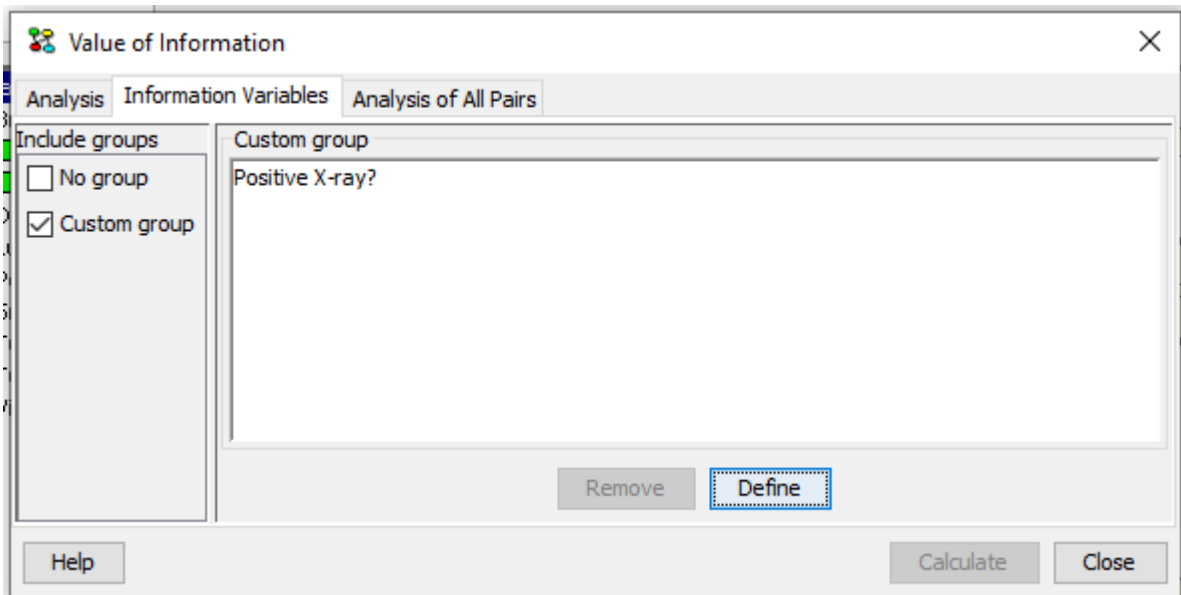 Value of Information
Analysis
Information Variables
Analysis of All Pairs
Include groups
No group
Custom group
Custom group
Positive X-ray?
Remove
Define
Help
Calculate
Close